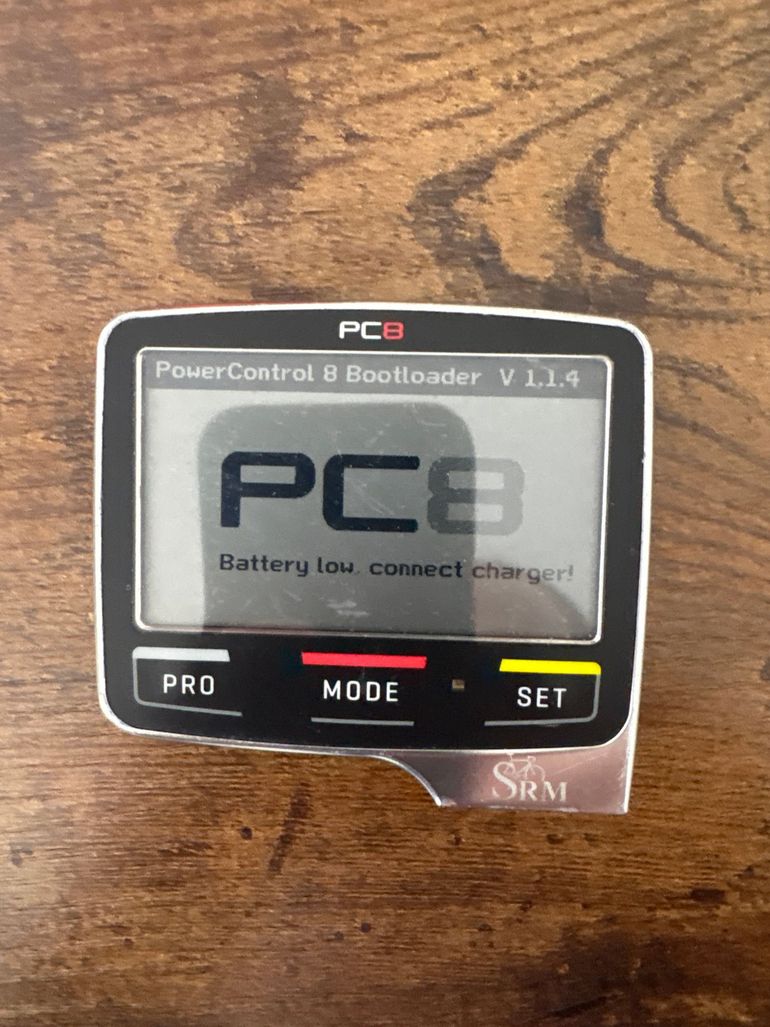 PC8
PowerControl 8 Bootloader V 1.1.4
PC8
Battery low, connect charger!
PRO MODE SET
SRM